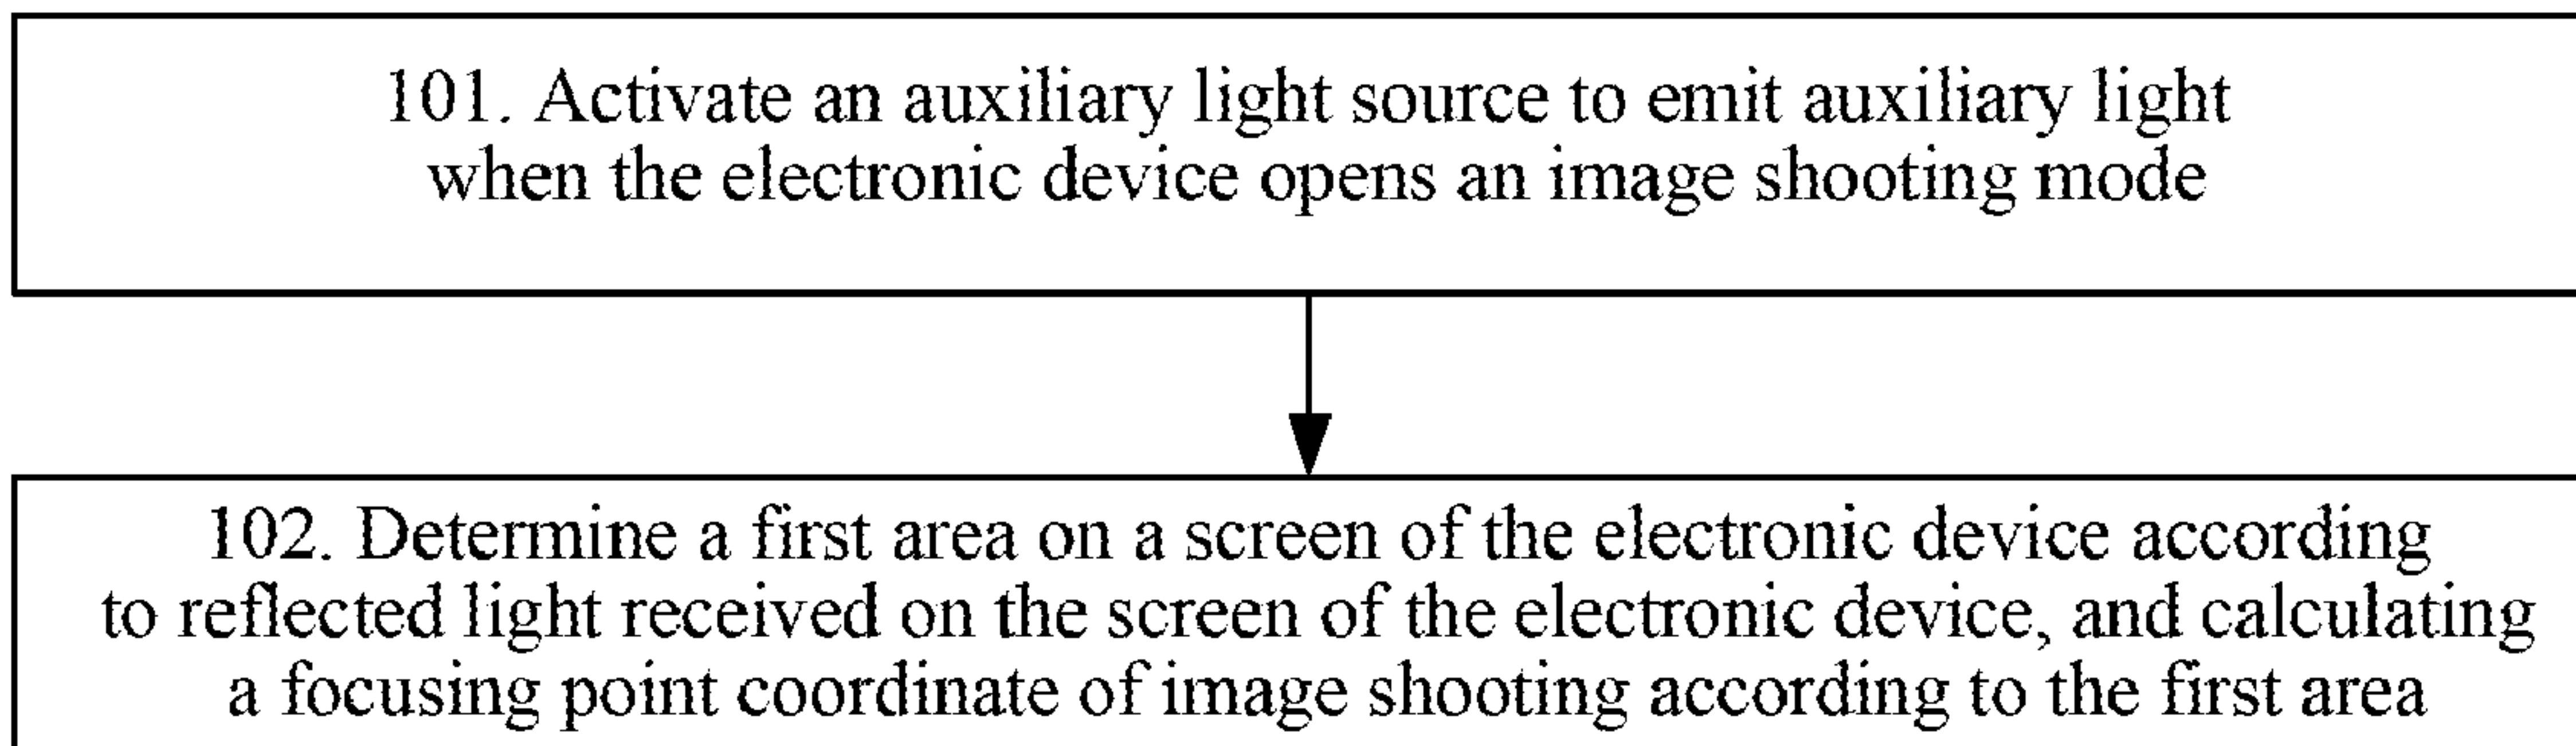 101. Activate an auxiliary light source to emit auxiliary light
when the electronic device opens an image shooting mode
102. Determine a first area on a screen of the electronic device according
to reflected light received on the screen of the electronic device, and calculating
a focusing point coordinate of image shooting according to the first area